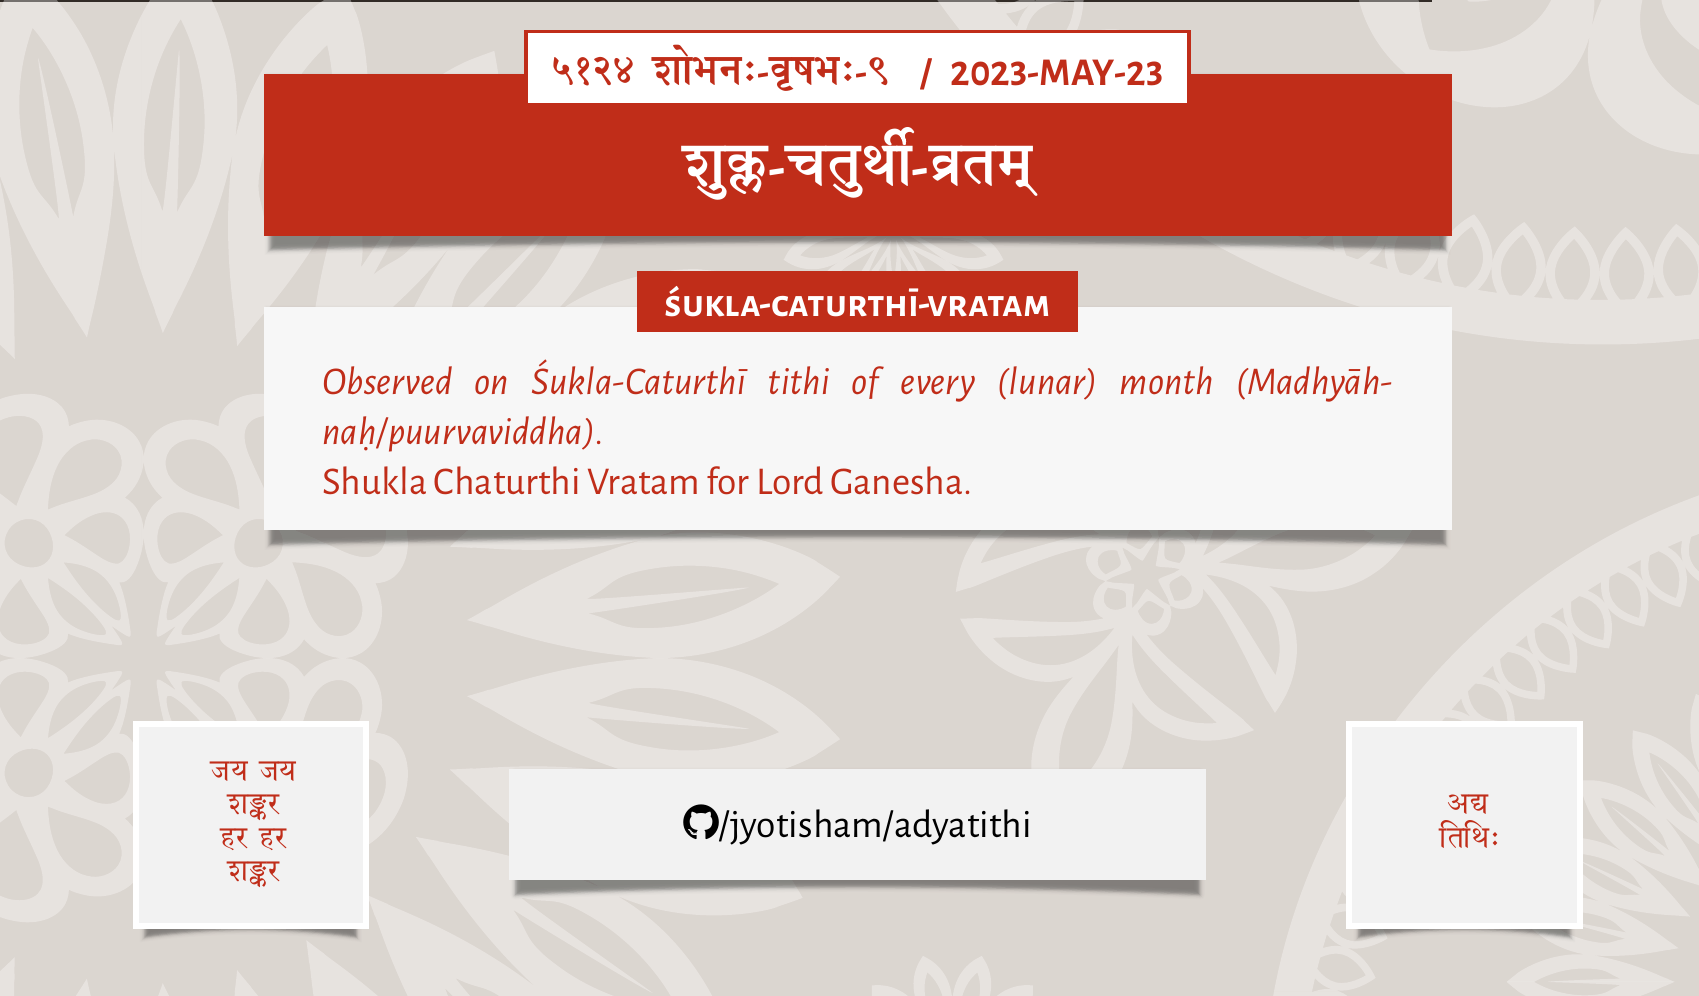 ५१२४ शोभनः-वृषभः-९ / 2023-MAY-23
शुक्ल-चतुर्थी-व्रतम्
ŚUKLA-CATURTHĪ-VRATAM
Observed on Śukla-Caturthī tithi of every (lunar) month (Madhyāh-
naḥ/puurvaviddha).
Shukla Chaturthi Vratam for Lord Ganesha.
जय जय
शङ्कर
हर हर
शङ्कर
/jyotisham/adyatithi
अद्य
तिथिः